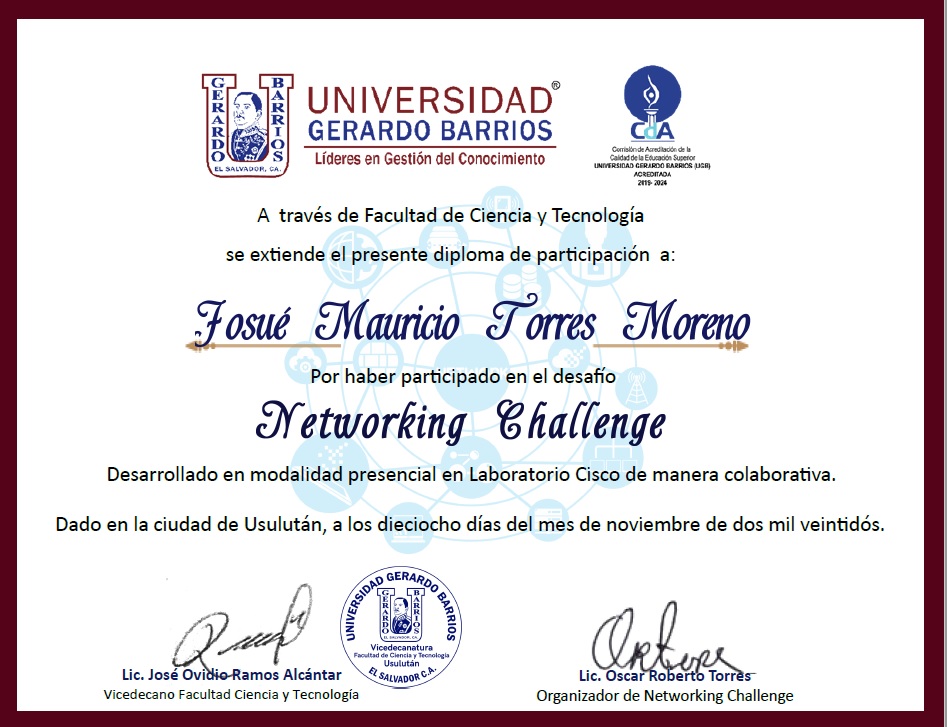 GERARDO BARRIOS
EL SALVADOR, CA.
UNIVERSIDAD®
GERARDO BARRIOS
Líderes en Gestión del Conocimiento
CdA
Comisión de Acreditación de la
Calidad de la Educación Superior
UNIVERSIDAD GERARDO BARRIOS (UGB)
ACREDITADA
2019- 2024
A través de Facultad de Ciencia y Tecnología
se extiende el presente diploma de participación a:
Josué Mauricio Torres Moreno
Por haber participado en el desafío
Networking Challenge
Desarrollado en modalidad presencial en Laboratorio Cisco de manera colaborativa.
Dado en la ciudad de Usulután, a los dieciocho días del mes de noviembre de dos mil veintidós.
UNIVERSIDAD GERARDO BARRIOS
GERARDO BARRIOS
EL SALVADOR, CA.
Vicedecanatura
Facultad de Ciencia y Tecnología
Usulután
EL SALVADOR C.A.
Lic. José Ovidio Ramos Alcántar
Vicedecano Facultad Ciencia y Tecnología
Lic. Oscar Roberto Torres
Organizador de Networking Challenge